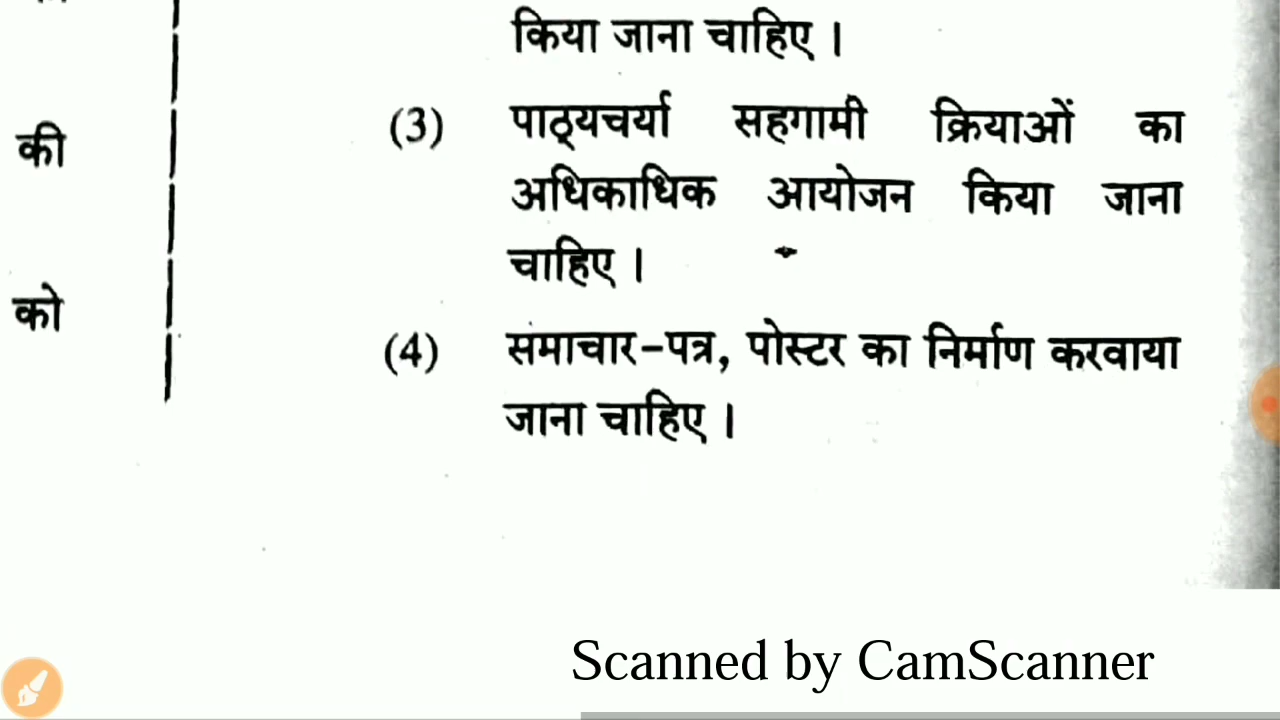 किया जाना चाहिए ।
(3) पाठ्यचर्या सहगामी क्रियाओं का
की
अधिकाधिक आयोजन किया जाना
चाहिए ।
को
(4) समाचार-पत्र, पोस्टर का निर्माण करवाया
जाना चाहिए ।
Scanned by CamScanner